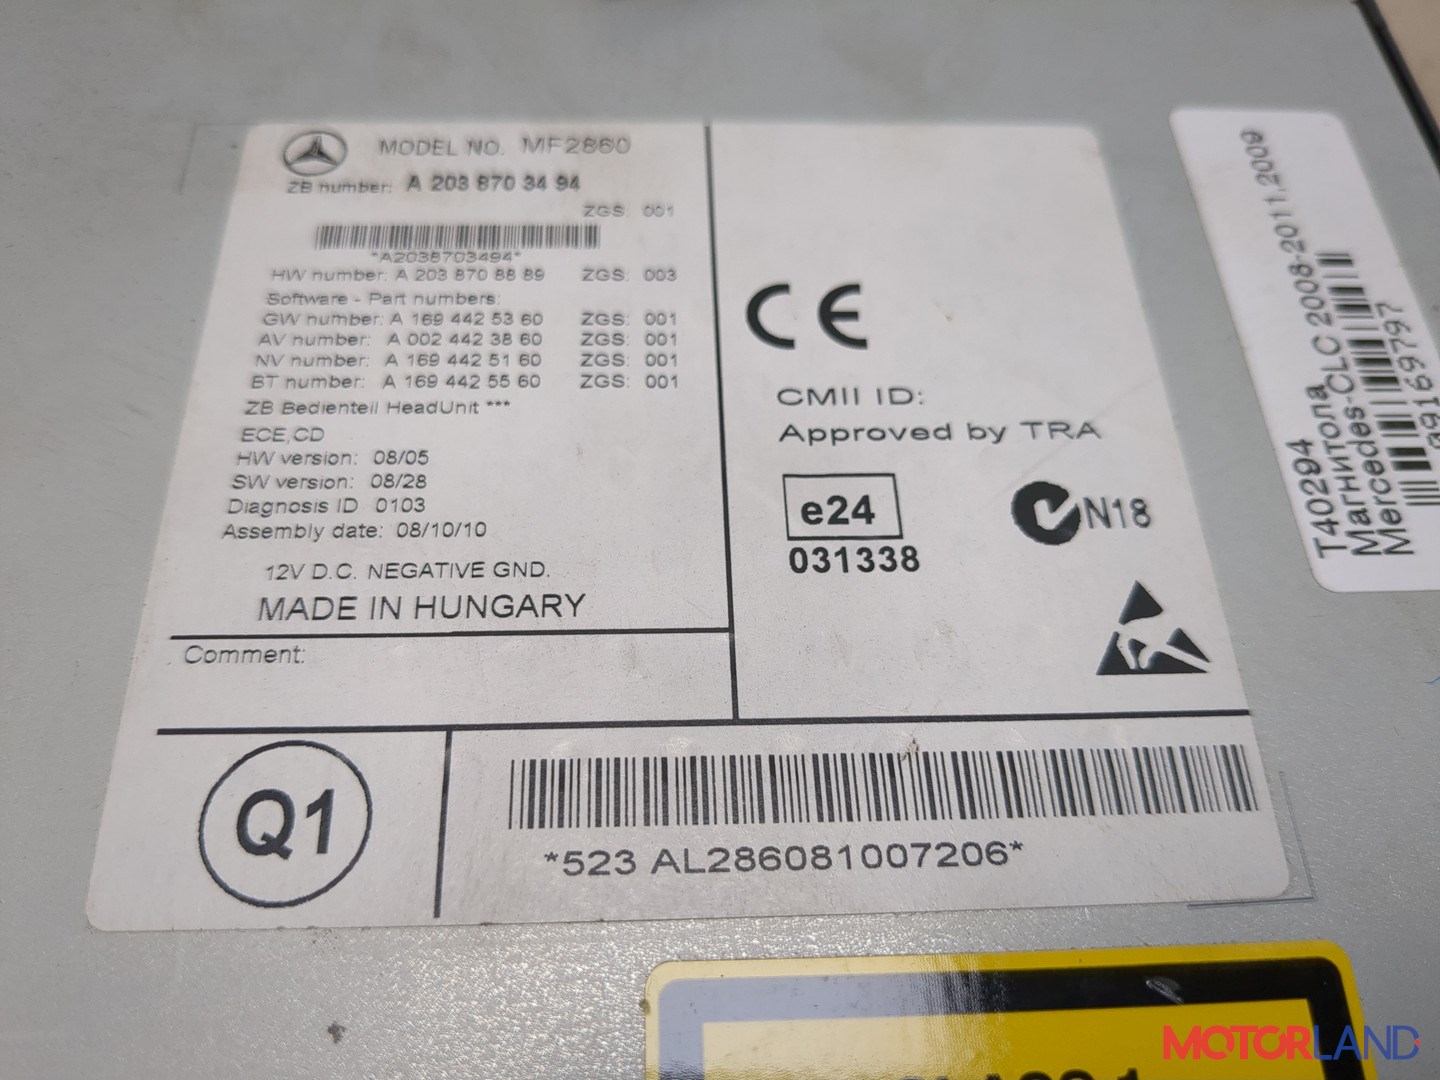 MODEL NO. MF2860
ZB number: A 203 870 34 94
ZGS: 001
*A2038703494*
HW number: A 203 870 88 89 ZGS: 003
Software - Part numbers:
GW number: A 169 442 53 60 ZGS: 001
AV number: A 002 442 38 60 ZGS: 001
NV number: A 169 442 51 60 ZGS: 001
BT number: A 169 442 55 60 ZGS: 001
ZB Bedienteil HeadUnit ***
ECE,CD
HW version: 08/05
SW version: 08/28
Diagnosis ID 0103
Assembly date: 08/10/10
12V D.C. NEGATIVE GND.
MADE IN HUNGARY
Comment:
CE
CMII ID:
Approved by TRA
e24
031338
N18
Q1
*523 AL286081007206*
T40294
Магнитола
Mercedes-CLC 2008-2011,2009
39169797
MOTORLAND